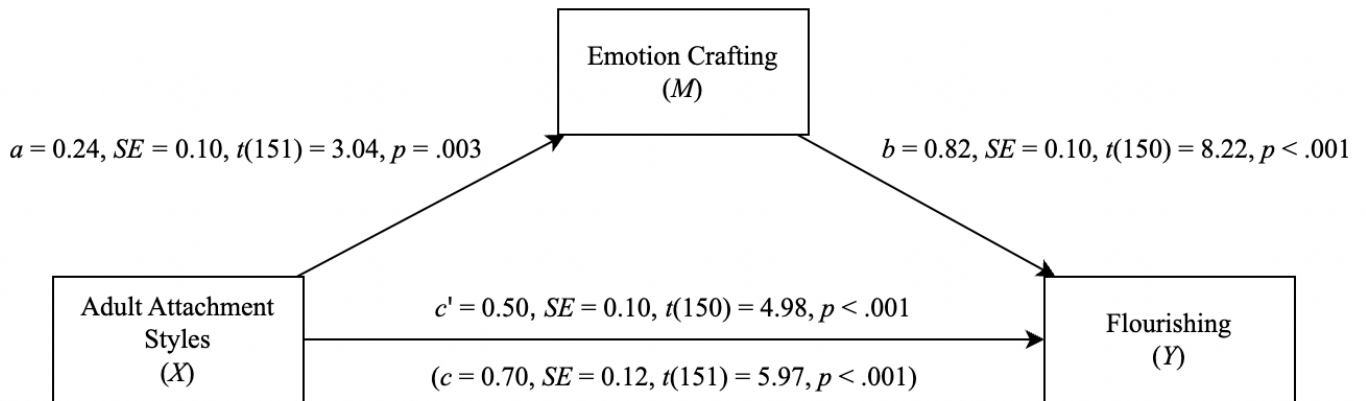 Emotion Crafting
(M)
a = 0.24, SE = 0.10, t(151) = 3.04, p = .003
b = 0.82, SE = 0.10, t(150) = 8.22, p < .001
Adult Attachment
Styles
(X)
c' = 0.50, SE = 0.10, t(150) = 4.98, p < .001
(c = 0.70, SE = 0.12, t(151) = 5.97, p < .001)
Flourishing
(Y)